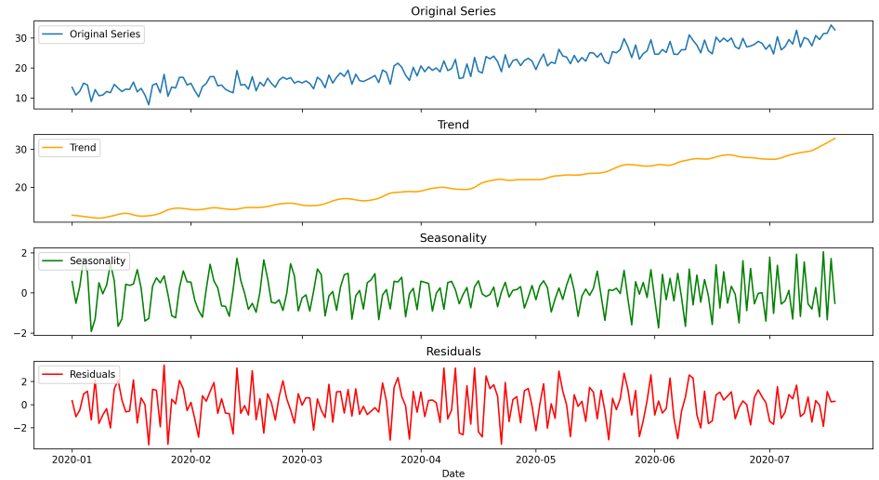 Original Series
Original Series
30
20
10
Trend
Trend
30
20
Seasonality
Seasonality
2
0
−2
Residuals
Residuals
2
0
−2
2020-01 2020-02 2020-03 2020-04 2020-05 2020-06 2020-07
Date